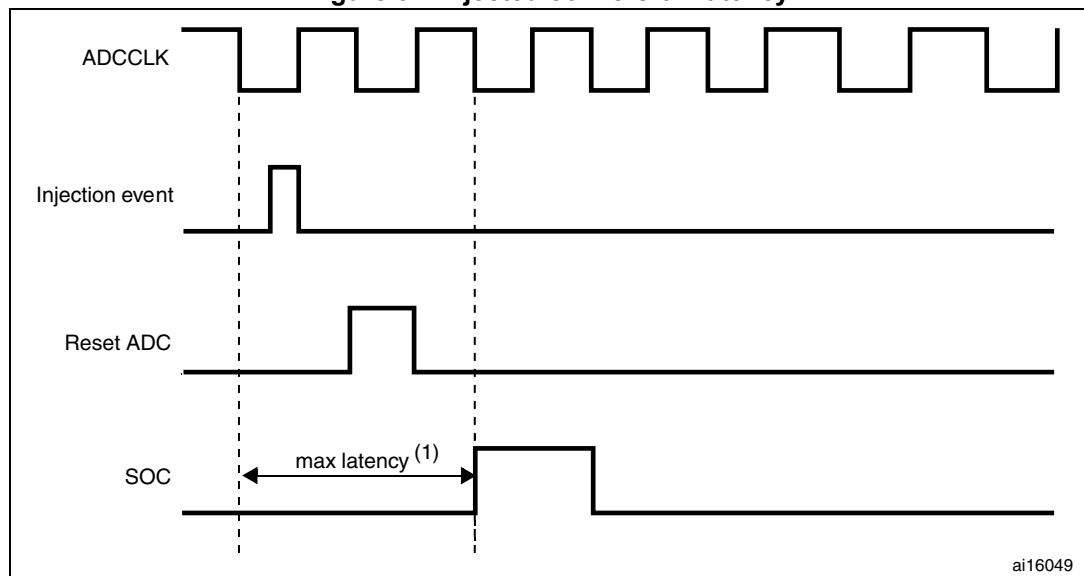 ADCCLK
Injection event
Reset ADC
max latency (1)
SOC
ai16049